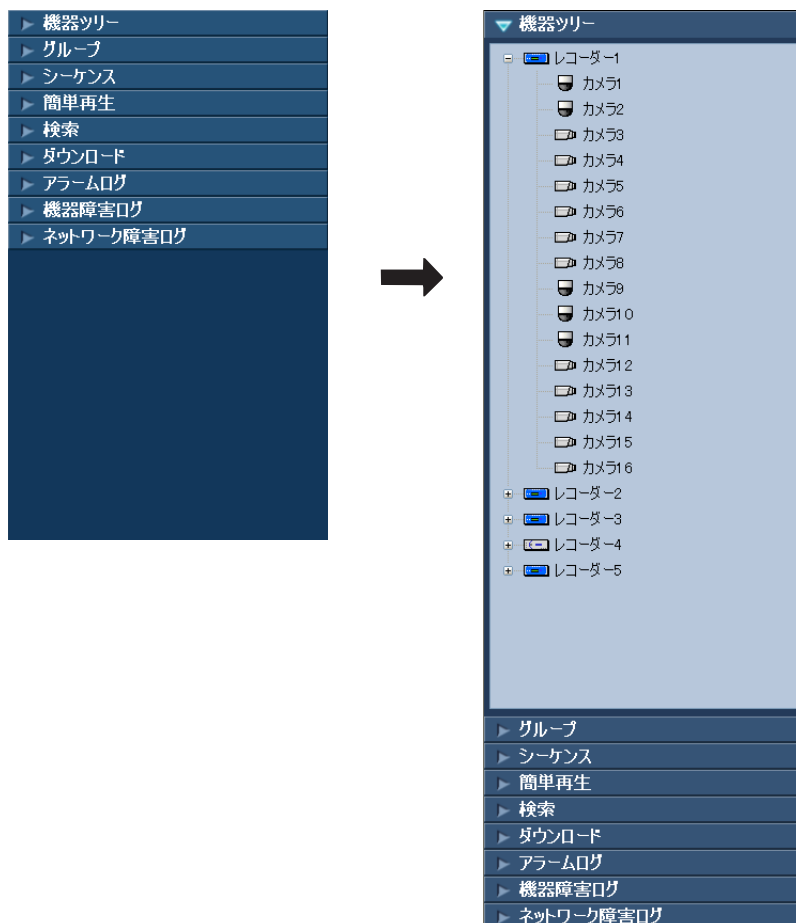 機器ツリー
グループ
シーケンス
簡単再生
検索
ダウンロード
アラームログ
機器障害ログ
ネットワーク障害ログ
機器ツリー
レコーダー1
カメラ1
カメラ2
カメラ3
カメラ4
カメラ5
カメラ6
カメラ7
カメラ8
カメラ9
カメラ10
カメラ11
カメラ12
カメラ13
カメラ14
カメラ15
カメラ16
レコーダー2
レコーダー3
レコーダー4
レコーダー5
グループ
シーケンス
簡単再生
検索
ダウンロード
アラームログ
機器障害ログ
ネットワーク障害ログ